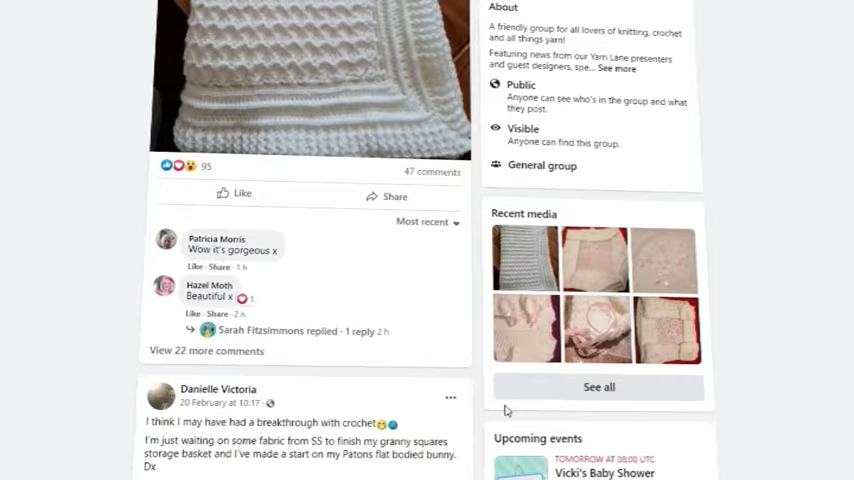 95
47 comments
Like
Share
Most recent
Patricia Morris
Wow it's gorgeous x
Like · Share · 1 h
Hazel Moth
Beautiful x 1
Like · Share · 2 h
Sarah Fitzsimmons replied · 1 reply 2 h
View 22 more comments
Danielle Victoria
20 February at 10:17 ·
I think I may have had a breakthrough with crochet
I'm just waiting on some fabric from SS to finish my granny squares
storage basket and I've made a start on my Patons flat bodied bunny.
Dx
About
A friendly group for all lovers of knitting, crochet
and all things yarn!
Featuring news from our Yarn Lane presenters
and guest designers, spe... See more
Public
Anyone can see who's in the group and what
they post.
Visible
Anyone can find this group.
General group
Recent media
See all
Upcoming events
TOMORROW AT 08:00 UTC
Vicki's Baby Shower